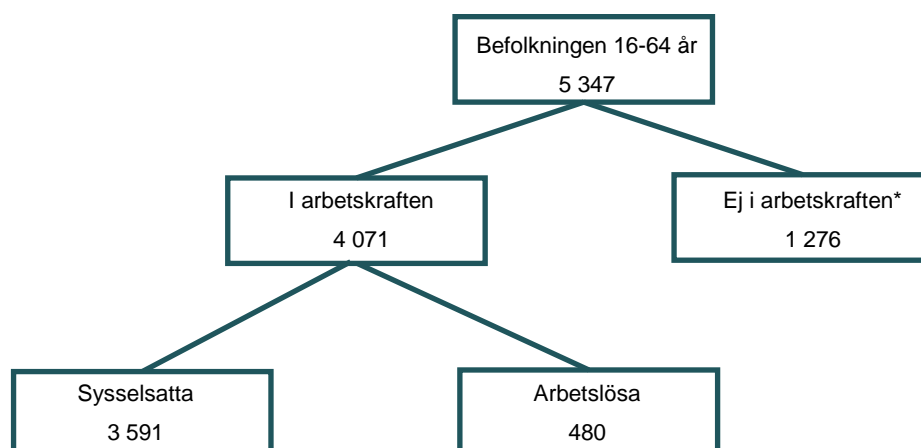 Befolkningen 16-64 år
5 347
I arbetskraften
4 071
Ej i arbetskraften*
1 276
Sysselsatta
3 591
Arbetslösa
480